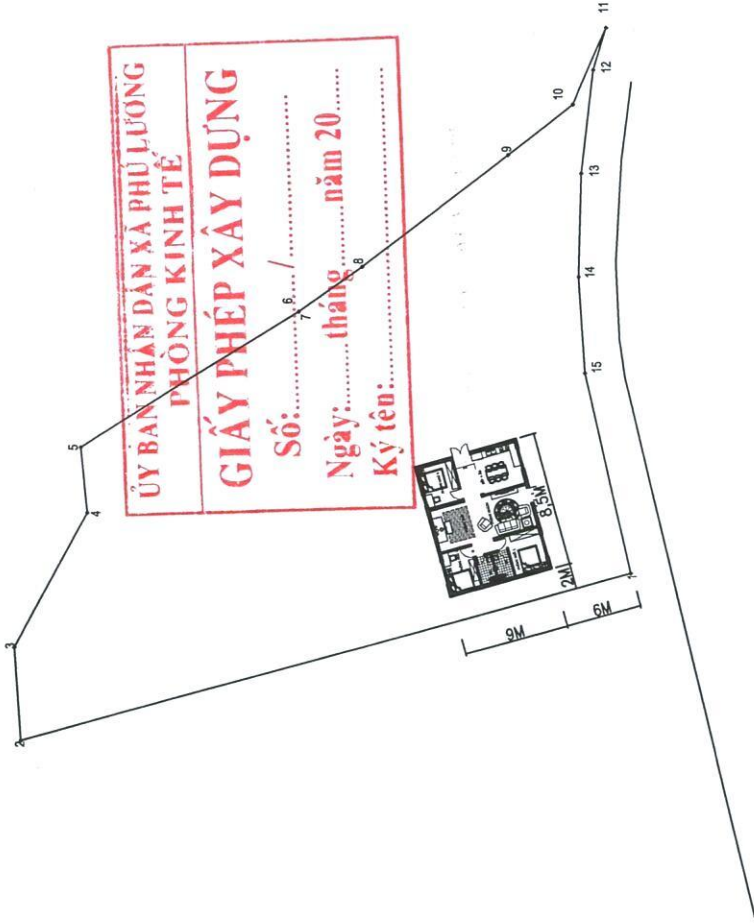 ỦY BAN NHÂN DÂN XÃ PHÚ LƯƠNG
PHÒNG KINH TẾ
GIẤY PHÉP XÂY DỰNG
Số:................../..................
Ngày:........tháng........năm 20......
Ký tên:..................................
1
2
3
4
5
6
7
8
9
10
11
12
13
14
15
8.5M
2M
9M
6M